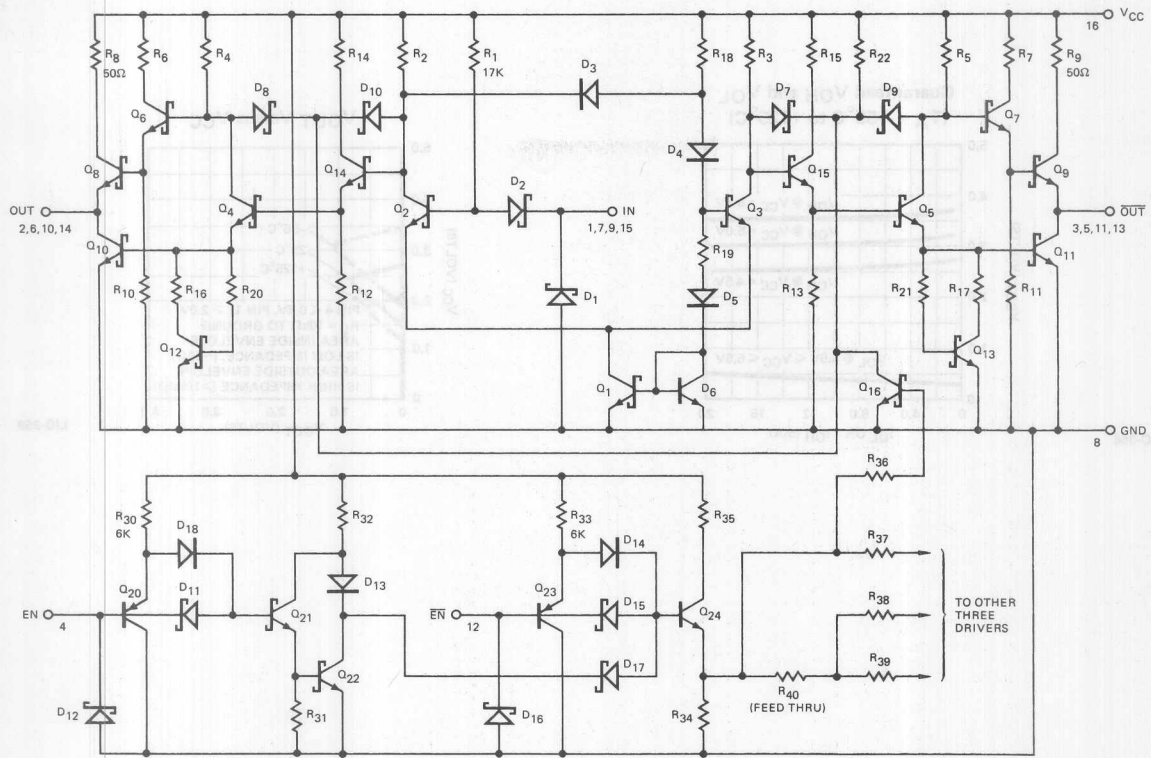 VCC
16
R8
50Ω
R6
R4
R14
R2
R1
17K
D3
R18
R3
R15
R22
R5
R7
R9
50Ω
D8
D10
D7
D9
Q6
Q7
D4
Q8
Q14
Q15
Q9
Q4
Q2
D2
Q3
Q5
OUT
2,6,10,14
IN
1,7,9,15
OUT
3,5,11,13
Q10
Q11
R19
R10
R16
R20
R12
D1
D5
R13
R21
R17
R11
Q12
Q13
Q1
D6
Q16
GND
8
R36
R30
6K
R32
R33
6K
R35
D18
D14
R37
D13
Q20
D11
Q23
D15
EN
4
Q21
EN
12
Q24
R38
TO OTHER
THREE
DRIVERS
Q22
D17
R39
R40
(FEED THRU)
D12
R31
D16
R34